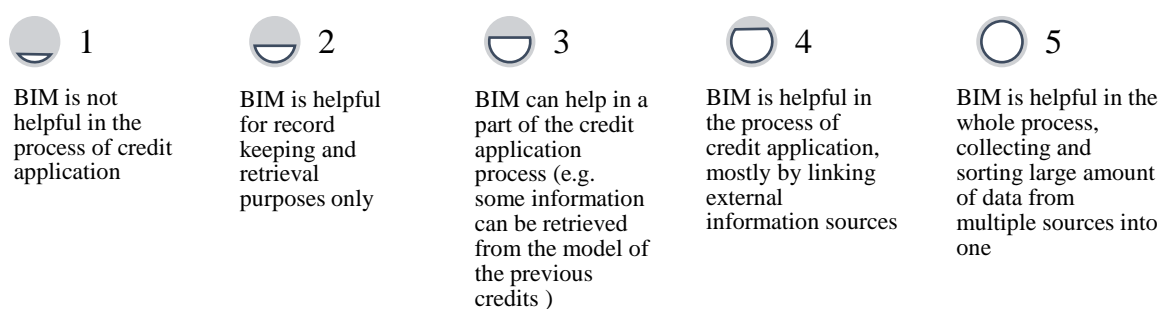 1
BIM is not
helpful in the
process of credit
application
2
BIM is helpful
for record
keeping and
retrieval
purposes only
3
BIM can help in a
part of the credit
application
process (e.g.
some information
can be retrieved
from the model of
the previous
credits )
4
BIM is helpful in
the process of
credit application,
mostly by linking
external
information sources
5
BIM is helpful in the
whole process,
collecting and
sorting large amount
of data from
multiple sources into
one